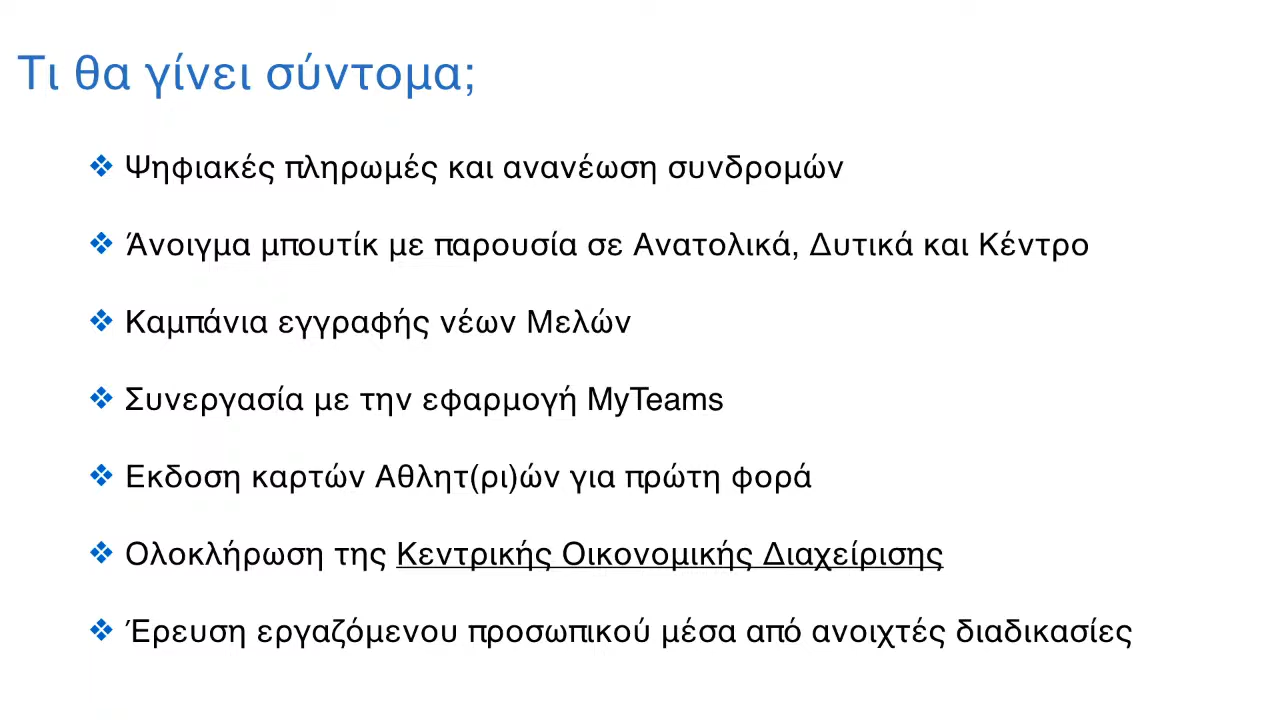 Τι θα γίνει σύντομα;
❖ Ψηφιακές πληρωμές και ανανέωση συνδρομών
❖ Άνοιγμα μπουτίκ με παρουσία σε Ανατολικά, Δυτικά και Κέντρο
❖ Καμπάνια εγγραφής νέων Μελών
❖ Συνεργασία με την εφαρμογή MyTeams
❖ Εκδοση καρτών Αθλητ(ρι)ών για πρώτη φορά
❖ Ολοκλήρωση της Κεντρικής Οικονομικής Διαχείρισης
❖ Έρευση εργαζόμενου προσωπικού μέσα από ανοιχτές διαδικασίες